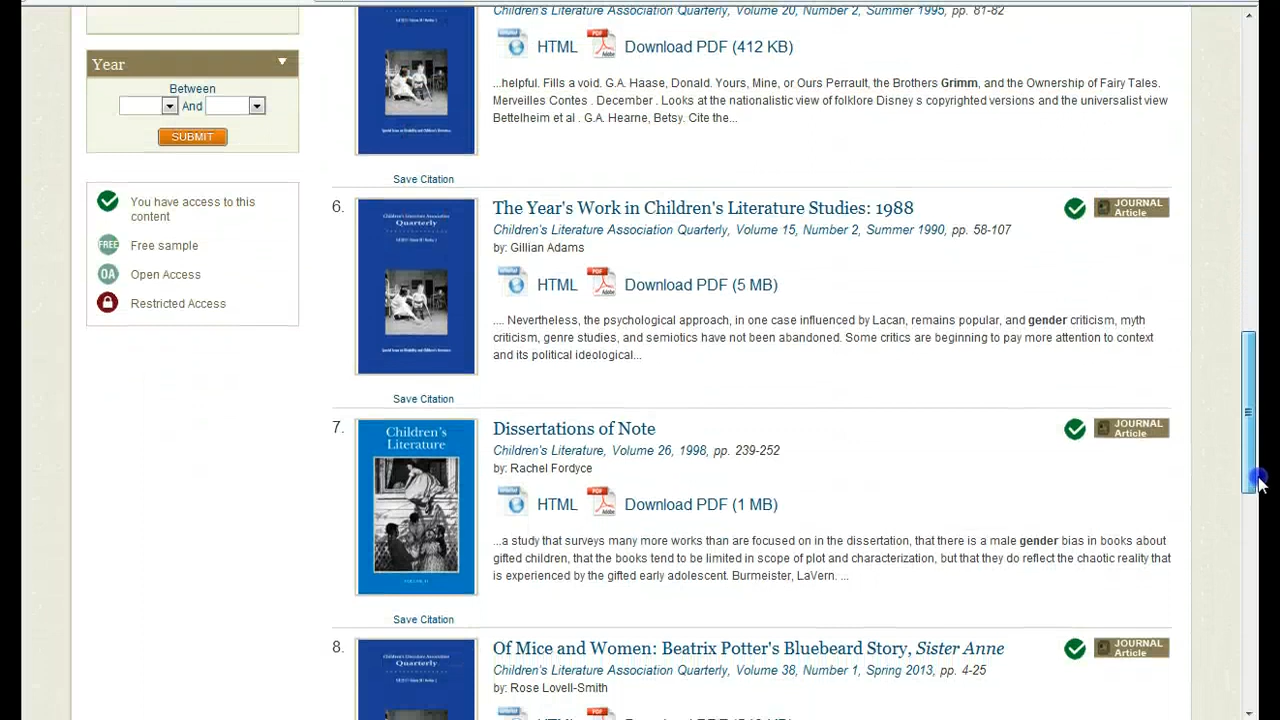 Children's Literature Association Quarterly, Volume 20, Number 2, Summer 1995, pp. 81-82
HTML Download PDF (412 KB)
...helpful. Fills a void. G.A. Haase, Donald. Yours, Mine, or Ours Perrault, the Brothers Grimm, and the Ownership of Fairy Tales.
Merveilles Contes . December . Looks at the nationalistic view of folklore Disney s copyrighted versions and the universalist view
Bettelheim et al . G.A. Hearne, Betsy. Cite the...
Save Citation
Year
Between
And
SUBMIT
You have access to this
content
FREE Free sample
OA Open Access
Restricted Access
6.
Children's Literature Association
Quarterly
The Year's Work in Children's Literature Studies: 1988
JOURNAL
Article
Children's Literature Association Quarterly, Volume 15, Number 2, Summer 1990, pp. 58-107
by: Gillian Adams
HTML Download PDF (5 MB)
.... Nevertheless, the psychological approach, in one case influenced by Lacan, remains popular, and gender criticism, myth
criticism, genre studies, and semiotics have not been abandoned. Some critics are beginning to pay more attention to context
and its political ideological...
Save Citation
7.
Children's
Literature
Dissertations of Note
JOURNAL
Article
Children's Literature, Volume 26, 1998, pp. 239-252
by: Rachel Fordyce
HTML Download PDF (1 MB)
...a study that surveys many more works than are focused on in the dissertation, that there is a male gender bias in books about
gifted children, that the books tend to be limited in scope of plot and characterization, but that they do reflect the chaotic reality that
is experienced by the gifted early adolescent. Burmeister, LaVern. ...
Save Citation
8.
Children's Literature Association
Quarterly
Of Mice and Women: Beatrix Potter's Bluebeard Story, Sister Anne
JOURNAL
Article
Children's Literature Association Quarterly, Volume 38,
by: Rose Lovell-Smith